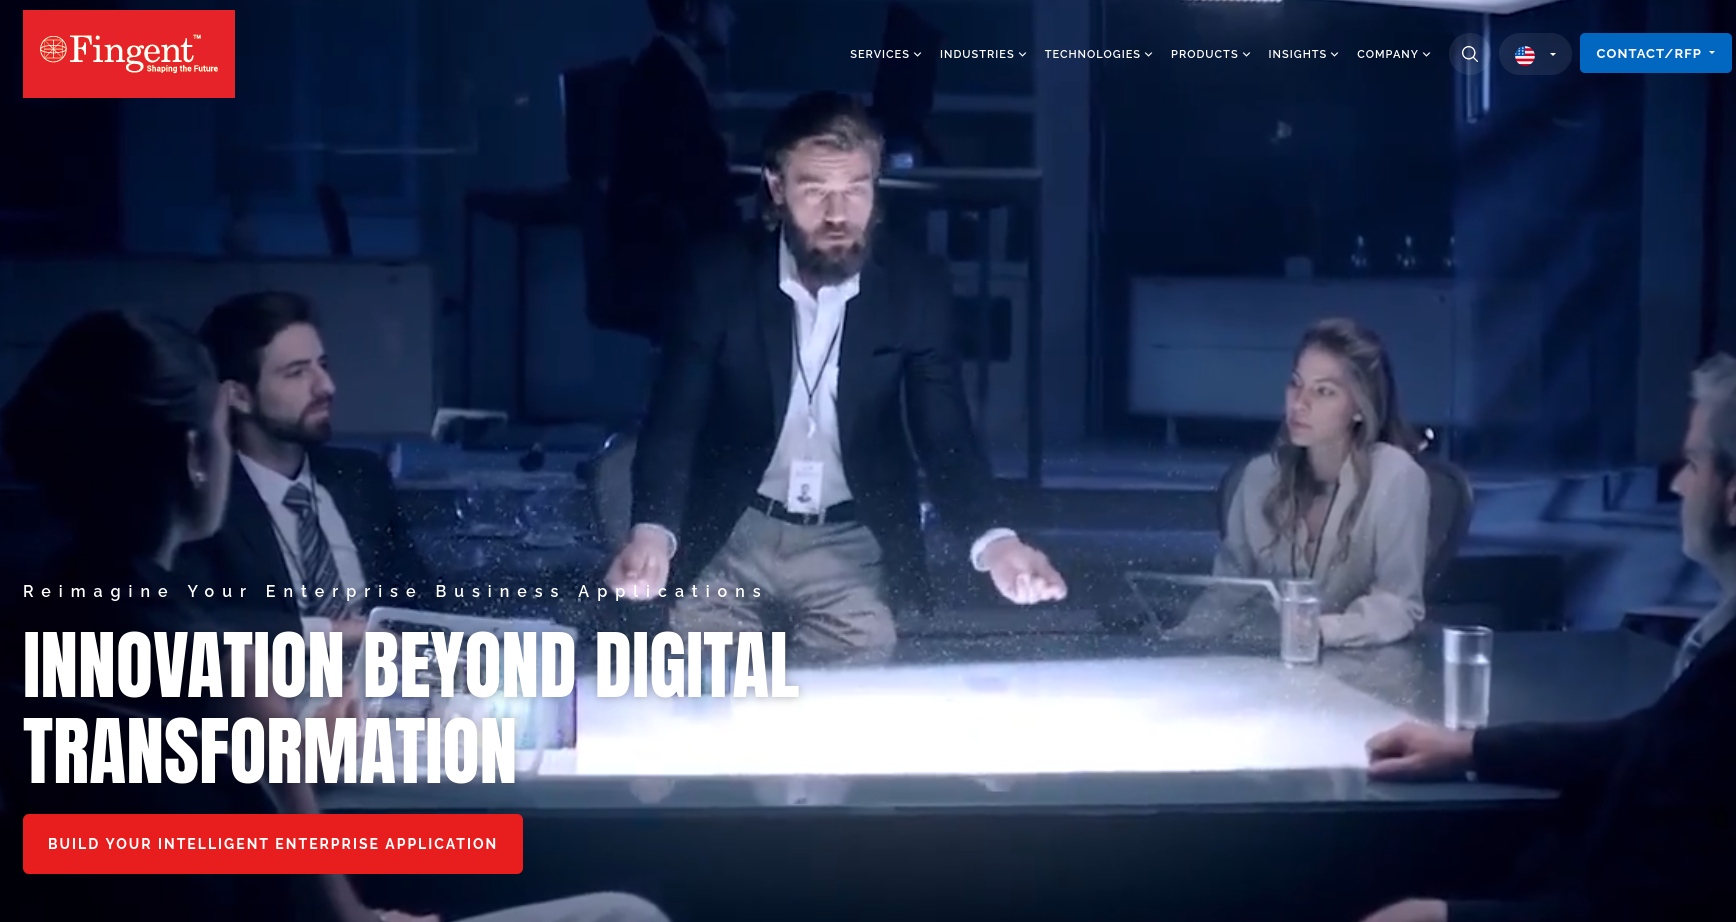 Fingent™
Shaping the Future
SERVICES INDUSTRIES TECHNOLOGIES PRODUCTS INSIGHTS COMPANY CONTACT/RFP
Reimagine Your Enterprise Business Applications
INNOVATION BEYOND DIGITAL
TRANSFORMATION
BUILD YOUR INTELLIGENT ENTERPRISE APPLICATION